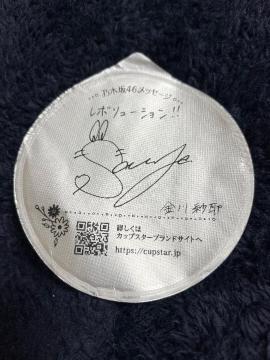 乃木坂46メッセージ
レボリューション!!
金川紗耶
詳しくは
カップスターブランドサイトへ
https://cupstar.jp